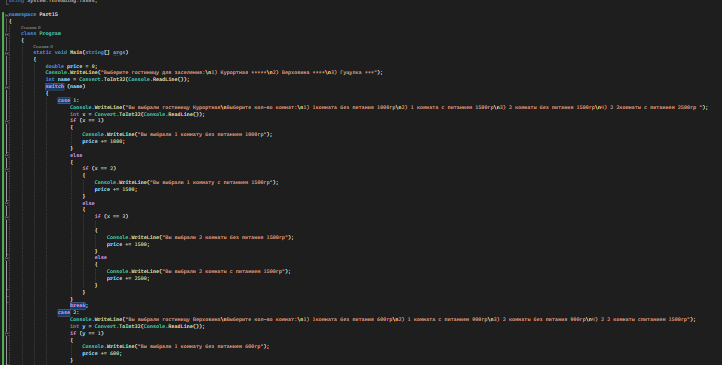 using System.Threading.Tasks;
namespace Part15
{
Ссылок: 0
class Program
{
Ссылок: 0
static void Main(string[] args)
{
double price = 0;
Console.WriteLine("Выберите гостиницу для заселения:\n1) Курортная *****\n2) Верховина ****\n3) Грядулка ***");
int name = Convert.ToInt32(Console.ReadLine());
switch (name)
{
case 1:
Console.WriteLine("Вы выбрали гостиницу Курортная\nВыберите кол-во комнат:\n1) 1комната без питание 1000гр\n2) 1 комната с питанием 1500гр\n3) 2 комнаты без питание 1500гр\n4) 2 2комнаты с питанием 2500гр ");
int x = Convert.ToInt32(Console.ReadLine());
if (x == 1)
{
Console.WriteLine("Вы выбрали 1 комнату без питанием 1000гр");
price += 1000;
}
else
{
if (x == 2)
{
Console.WriteLine("Вы выбрали 1 комнату с питанием 1500гр");
price += 1500;
}
else
{
if (x == 3)
{
Console.WriteLine("Вы выбрали 2 комнаты без питания 1500гр");
price += 1500;
}
else
{
Console.WriteLine("Вы выбрали 2 комнаты с питанием 1500гр");
price += 2500;
}
}
}
break;
case 2:
Console.WriteLine("Вы выбрали гостиницу Верховина\nВыберите кол-во комнат:\n1) 1комната без питание 600гр\n2) 1 комната с питанием 900гр\n3) 2 комнаты без питание 900гр\n4) 2 2 комнаты спитанием 1500гр");
int y = Convert.ToInt32(Console.ReadLine());
if (y == 1)
{
Console.WriteLine("Вы выбрали 1 комнату без питанием 600гр");
price += 600;
}